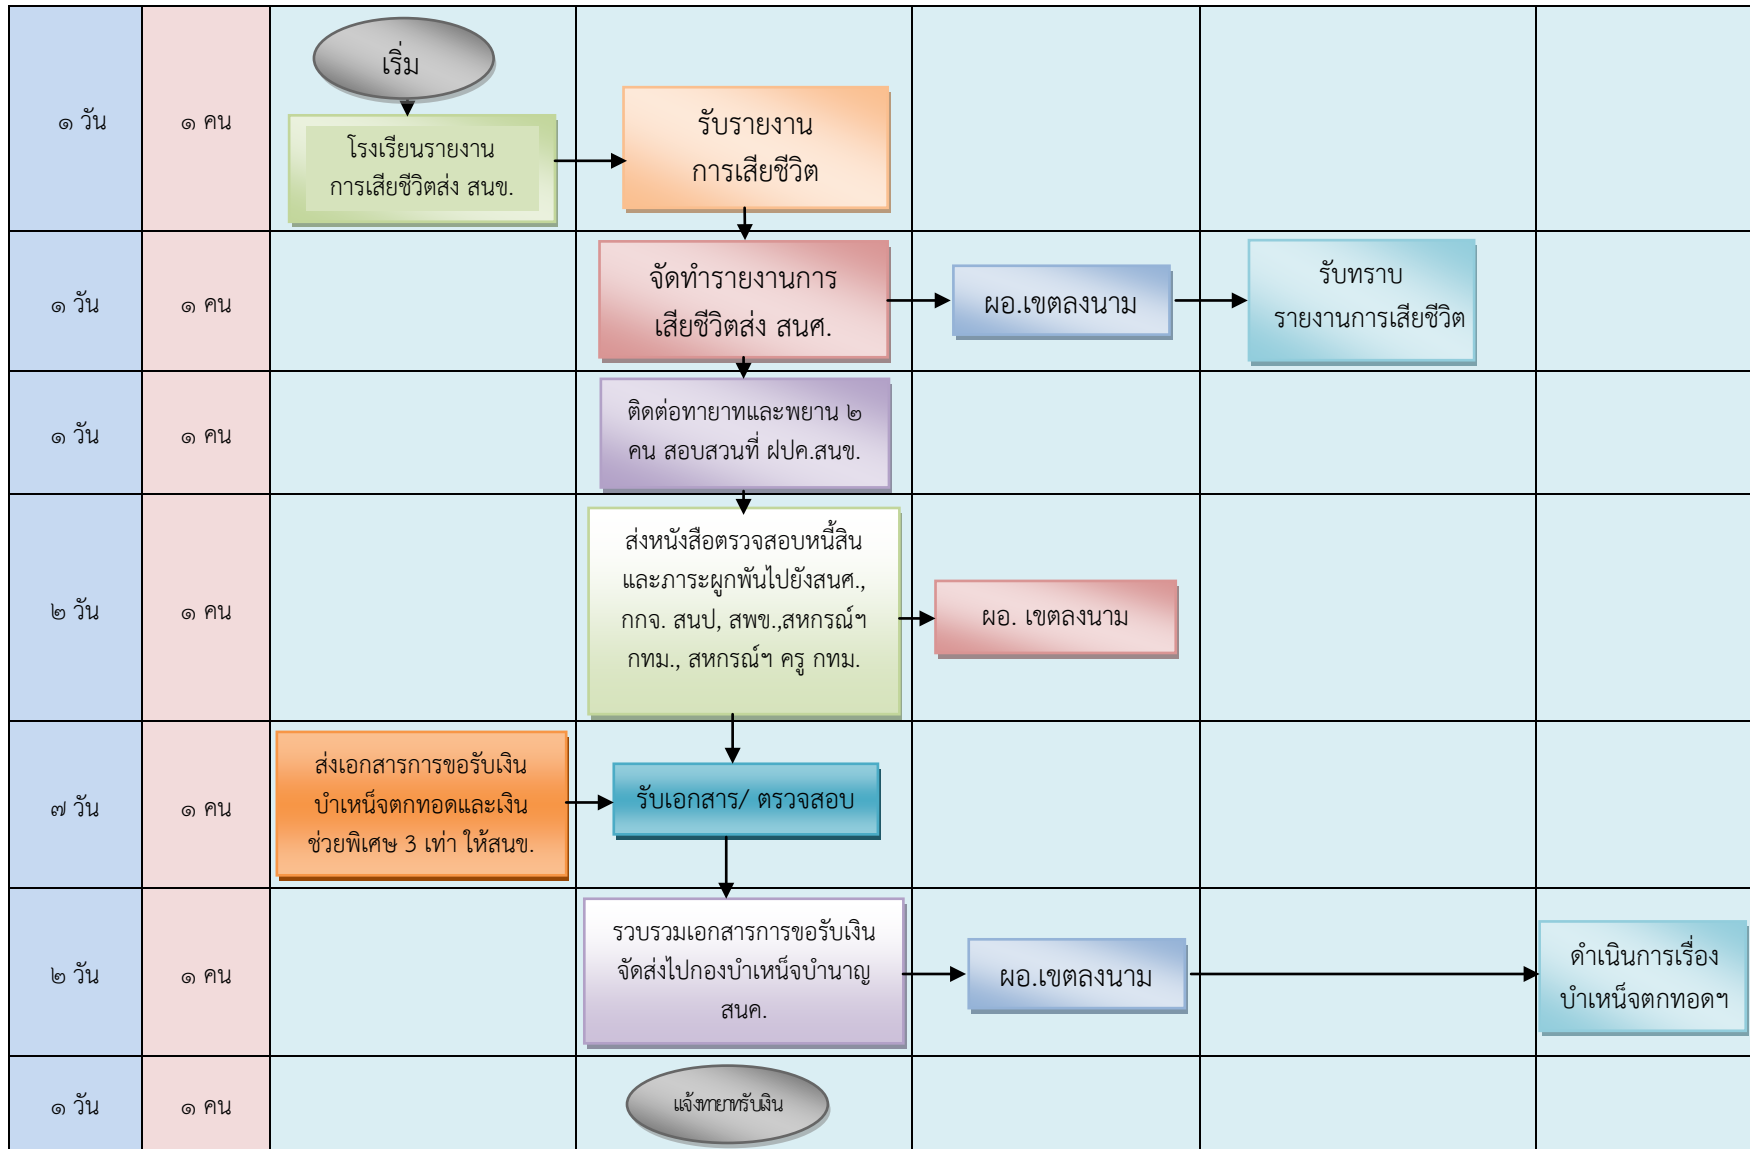 ๑ วัน
๑ คน
เริ่ม
โรงเรียนรายงาน
การเสียชีวิตส่ง สนข.
รับรายงาน
การเสียชีวิต
๑ วัน
๑ คน
จัดทำรายงานการ
เสียชีวิตส่ง สนศ.
ผอ.เขตลงนาม
รับทราบ
รายงานการเสียชีวิต
๑ วัน
๑ คน
ติดต่อทายาทและพยาน ๒
คน สอบสวนที่ ฝปค.สนข.
๒ วัน
๑ คน
ส่งหนังสือตรวจสอบหนี้สิน
และภาระผูกพันไปยังสนศ.,
กกจ. สนป, สพข.,สหกรณ์ฯ
กทม., สหกรณ์ฯ ครู กทม.
ผอ. เขตลงนาม
๗ วัน
๑ คน
ส่งเอกสารการขอรับเงิน
บำเหน็จตกทอดและเงิน
ช่วยพิเศษ 3 เท่า ให้สนข.
รับเอกสาร/ ตรวจสอบ
๒ วัน
๑ คน
รวบรวมเอกสารการขอรับเงิน
จัดส่งไปกองบำเหน็จบำนาญ
สนค.
ผอ.เขตลงนาม
ดำเนินการเรื่อง
บำเหน็จตกทอดฯ
๑ วัน
๑ คน
แจ้งทายาทรับเงิน